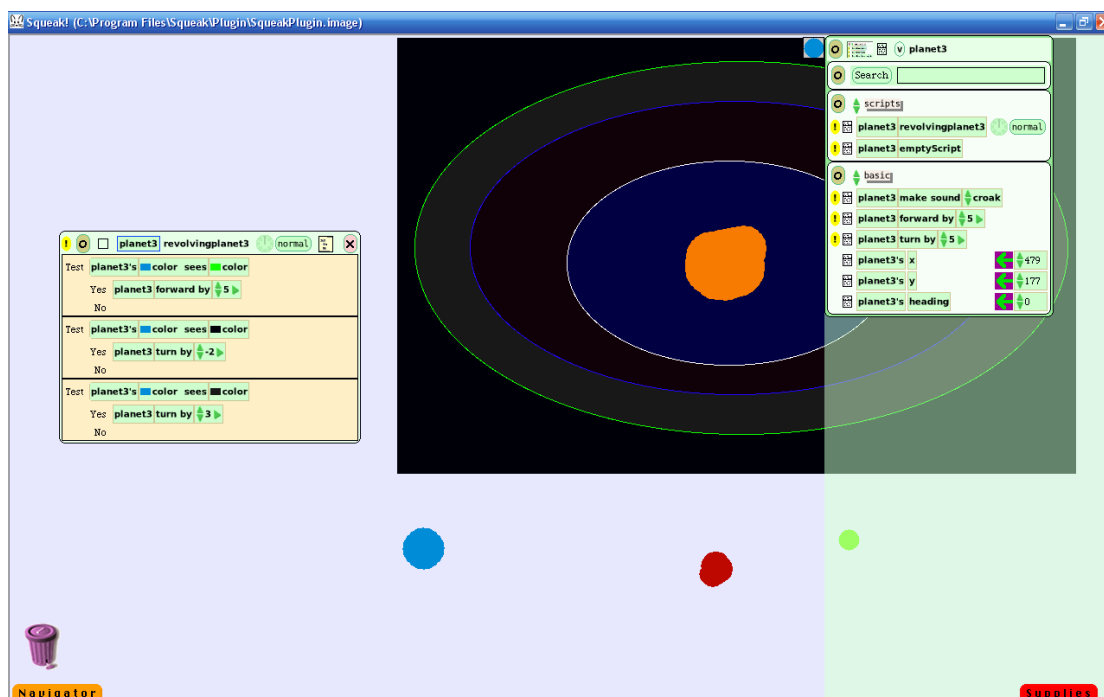 Squeak! (C:\Program Files\Squeak\Plugin\SqueakPlugin.image)
planet3 revolvingplanet3 normal
Test planet3's color sees color
Yes planet3 forward by 5
No
Test planet3's color sees color
Yes planet3 turn by -2
No
Test planet3's color sees color
Yes planet3 turn by 3
No
v planet3
Search
scripts
! planet3 revolvingplanet3 normal
! planet3 emptyScript
basic
! planet3 make sound croak
! planet3 forward by 5
! planet3 turn by 5
planet3's x 479
planet3's y 177
planet3's heading 0
Navigator
Supplies